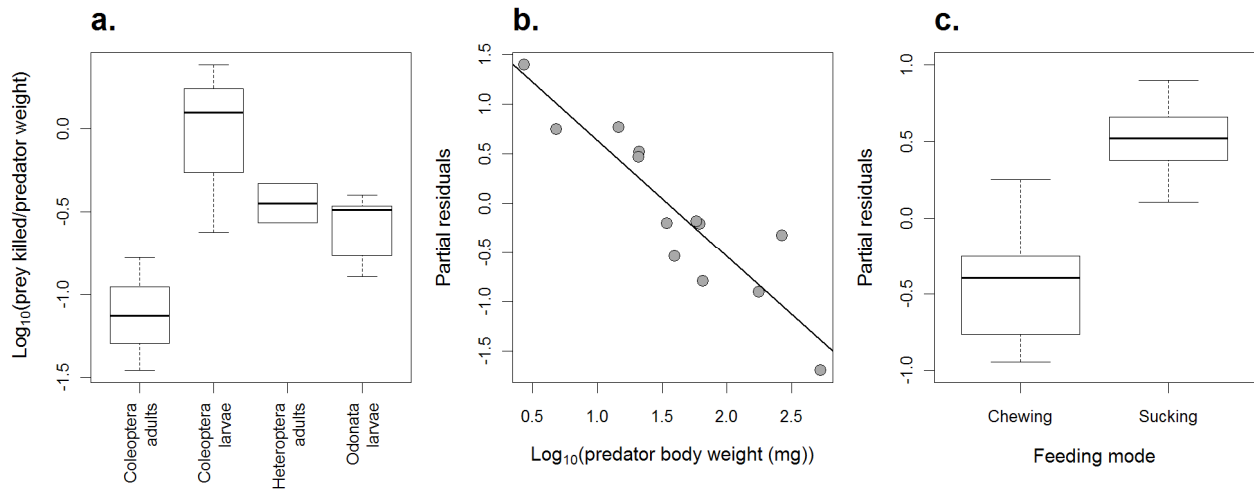 a.
Log10(prey killed/predator weight)
0.0
-0.5
-1.0
-1.5
Coleoptera
adults
Coleoptera
larvae
Heteroptera
adults
Odonata
larvae
b.
Partial residuals
1.5
1.0
0.5
0.0
-0.5
-1.0
-1.5
0.5 1.0 1.5 2.0 2.5
Log10(predator body weight (mg))
c.
Partial residuals
1.0
0.5
0.0
-0.5
-1.0
Chewing Sucking
Feeding mode